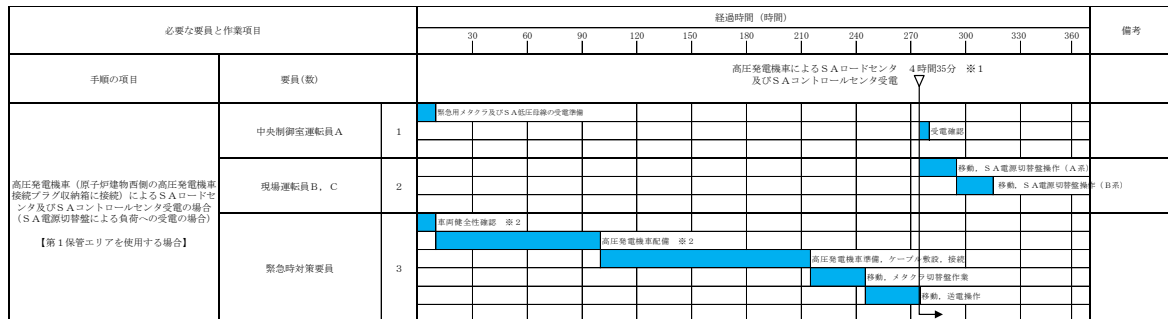 必要な要員と作業項目
経過時間（時間）
備考
30 60 90 120 150 180 210 240 270 300 330 360
手順の項目
要員(数)
高圧発電機車によるＳＡロードセンタ　４時間35分　※１
及びＳＡコントロールセンタ受電
高圧発電機車（原子炉建物西側の高圧発電機車
接続プラグ収納箱に接続）によるＳＡロードセ
ンタ及びＳＡコントロールセンタ受電の場合
（ＳＡ電源切替盤による負荷への受電の場合）
【第１保管エリアを使用する場合】
中央制御室運転員Ａ
1
緊急用メタクラ及びＳＡ低圧母線の受電準備
受電確認
現場運転員Ｂ，Ｃ
2
移動，ＳＡ電源切替盤操作（Ａ系）
移動，ＳＡ電源切替盤操作（Ｂ系）
緊急時対策要員
3
車両健全性確認　※２
高圧発電機車配備　※２
高圧発電機車準備，ケーブル敷設，接続
移動，メタクラ切替盤作業
移動，送電操作